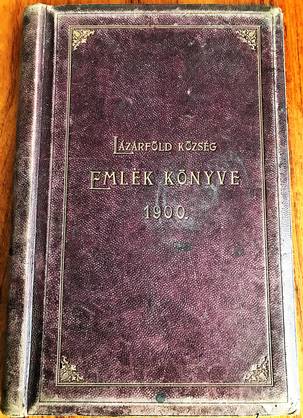 LÁZÁRFÖLD KÖZSÉG
EMLÉK KÖNYVE
1900.